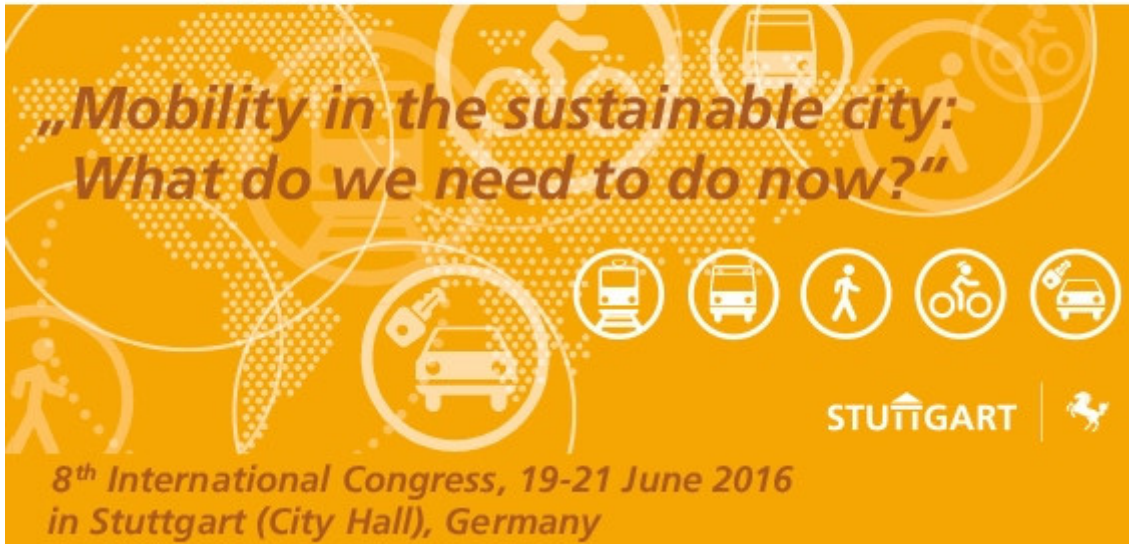 „Mobility in the sustainable city:
What do we need to do now?“
STUTTGART
8th International Congress, 19-21 June 2016
in Stuttgart (City Hall), Germany